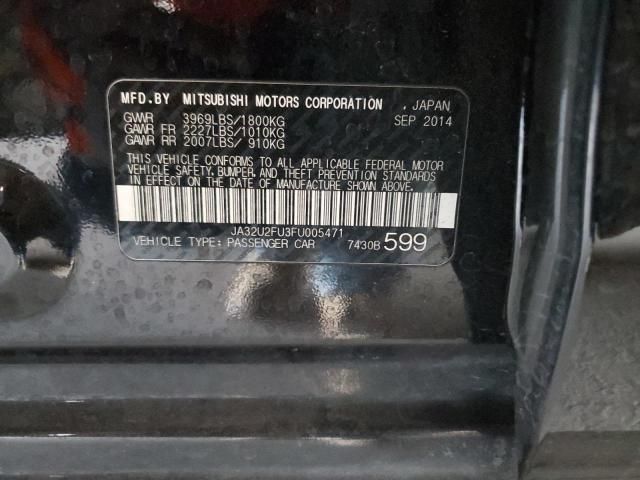 MFD.BY MITSUBISHI MOTORS CORPORATION , JAPAN
GVWR 3969LBS/1800KG SEP 2014
GAWR FR 2227LBS/1010KG
GAWR RR 2007LBS/ 910KG
THIS VEHICLE CONFORMS TO ALL APPLICABLE FEDERAL MOTOR
VEHICLE SAFETY, BUMPER, AND THEFT PREVENTION STANDARDS
IN EFFECT ON THE DATE OF MANUFACTURE SHOWN ABOVE.
JA32U2FU3FU005471
VEHICLE TYPE: PASSENGER CAR 7430B 599